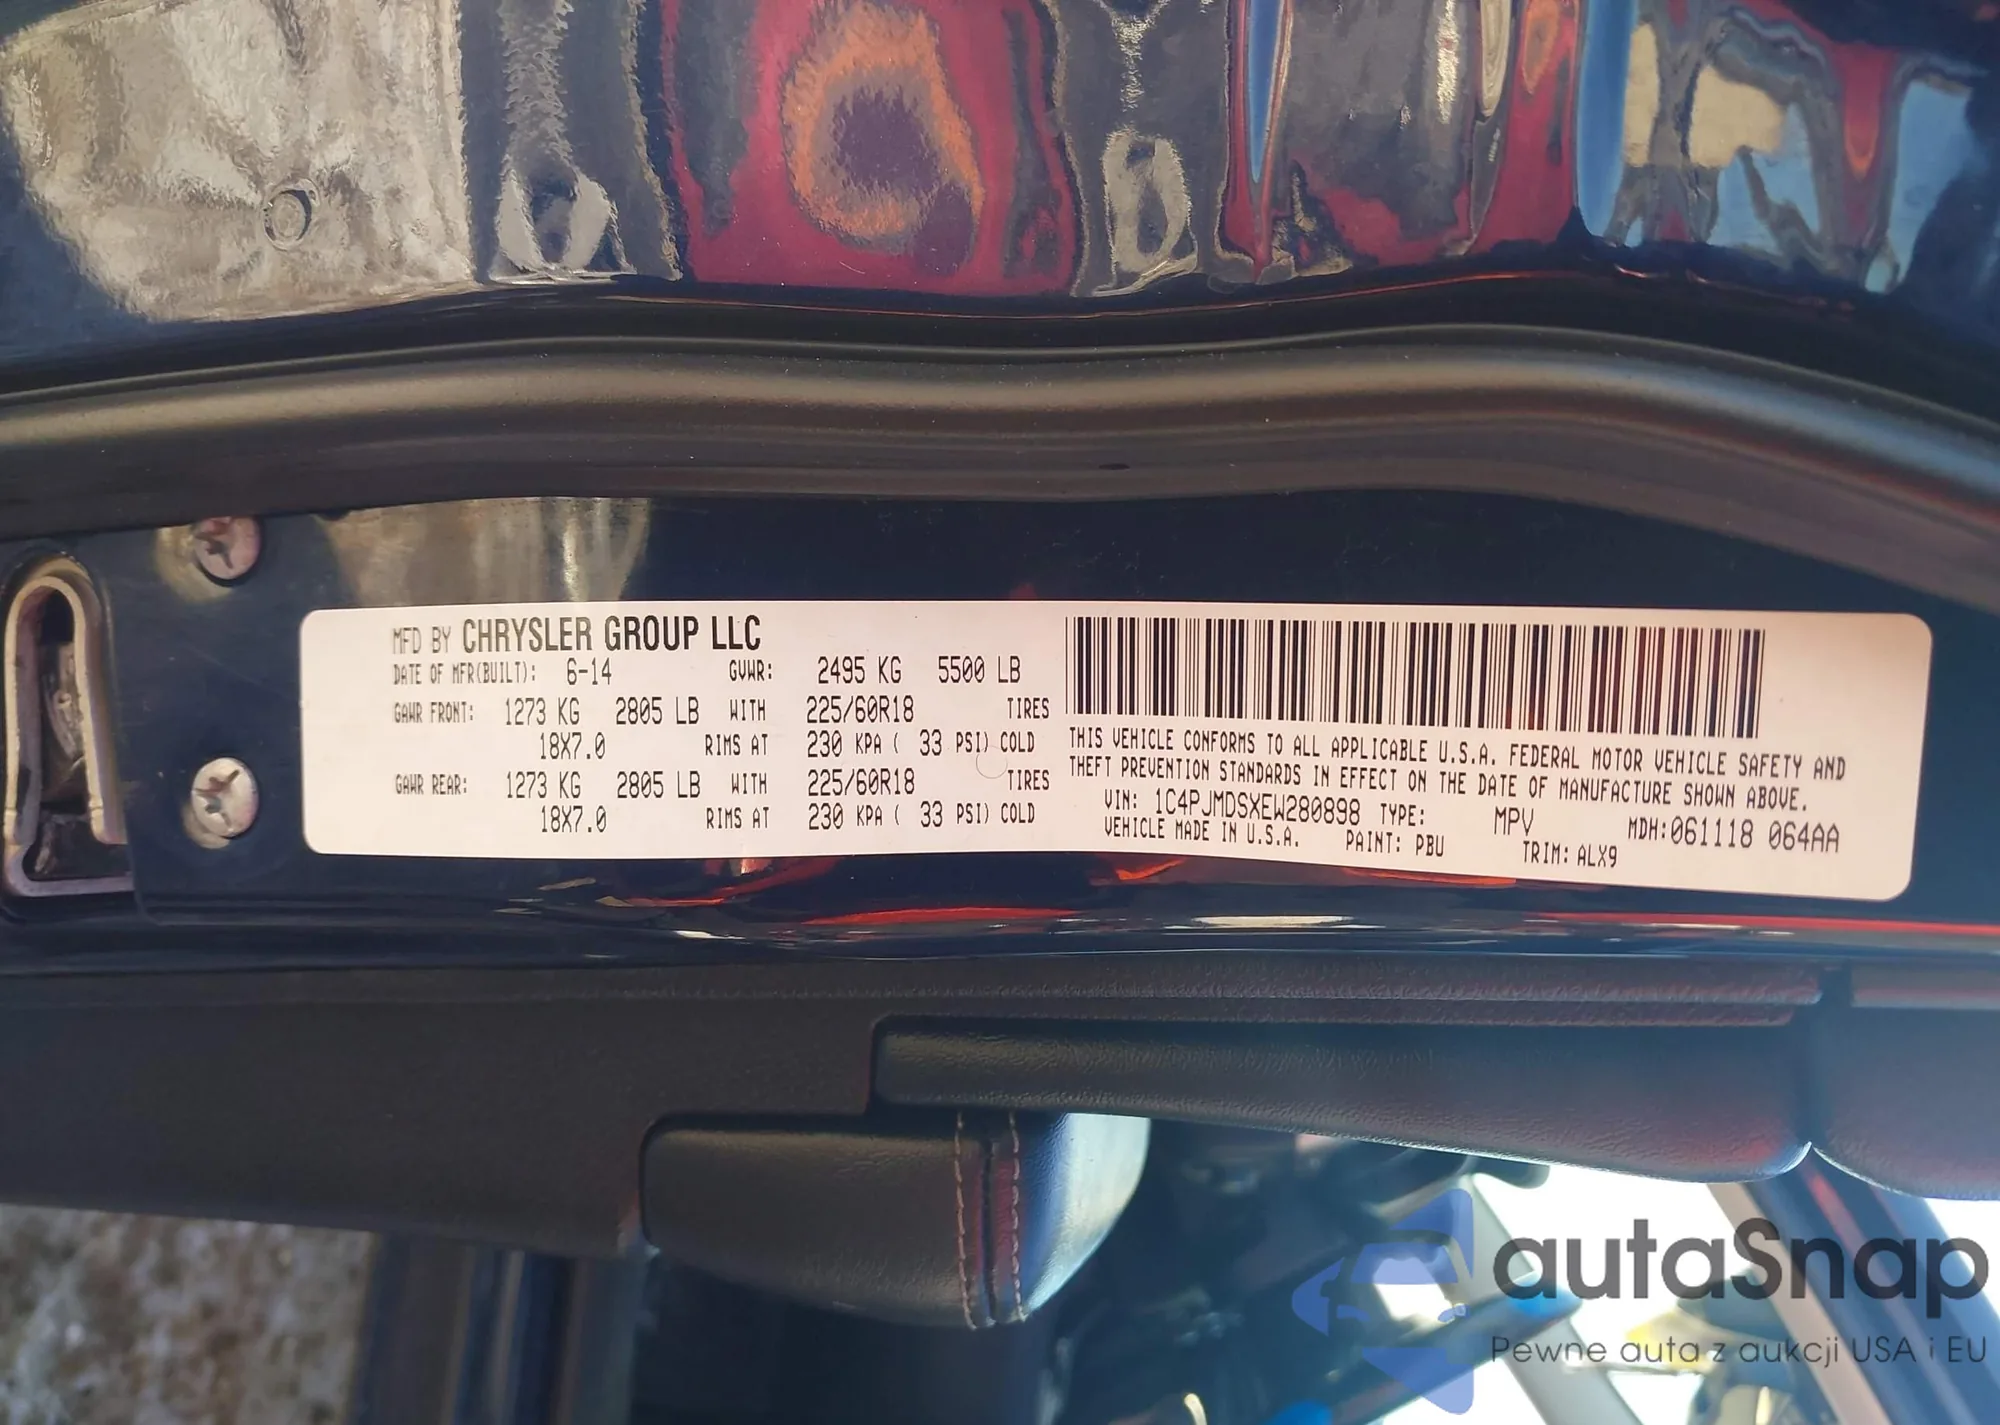 MFD BY CHRYSLER GROUP LLC
DATE OF MFR(BUILT): 6-14 GVWR: 2495 KG 5500 LB
GAWR FRONT: 1273 KG 2805 LB WITH 225/60R18 TIRES
18X7.0 RIMS AT 230 KPA ( 33 PSI) COLD
GAWR REAR: 1273 KG 2805 LB WITH 225/60R18 TIRES
18X7.0 RIMS AT 230 KPA ( 33 PSI) COLD
THIS VEHICLE CONFORMS TO ALL APPLICABLE U.S.A. FEDERAL MOTOR VEHICLE SAFETY AND
THEFT PREVENTION STANDARDS IN EFFECT ON THE DATE OF MANUFACTURE SHOWN ABOVE.
VIN: 1C4PJMDSXEW280898 TYPE: MPV MDH:061118 064AA
VEHICLE MADE IN U.S.A. PAINT: PBU TRIM: ALX9
autaSnap
Pewne auta z aukcji USA i EU